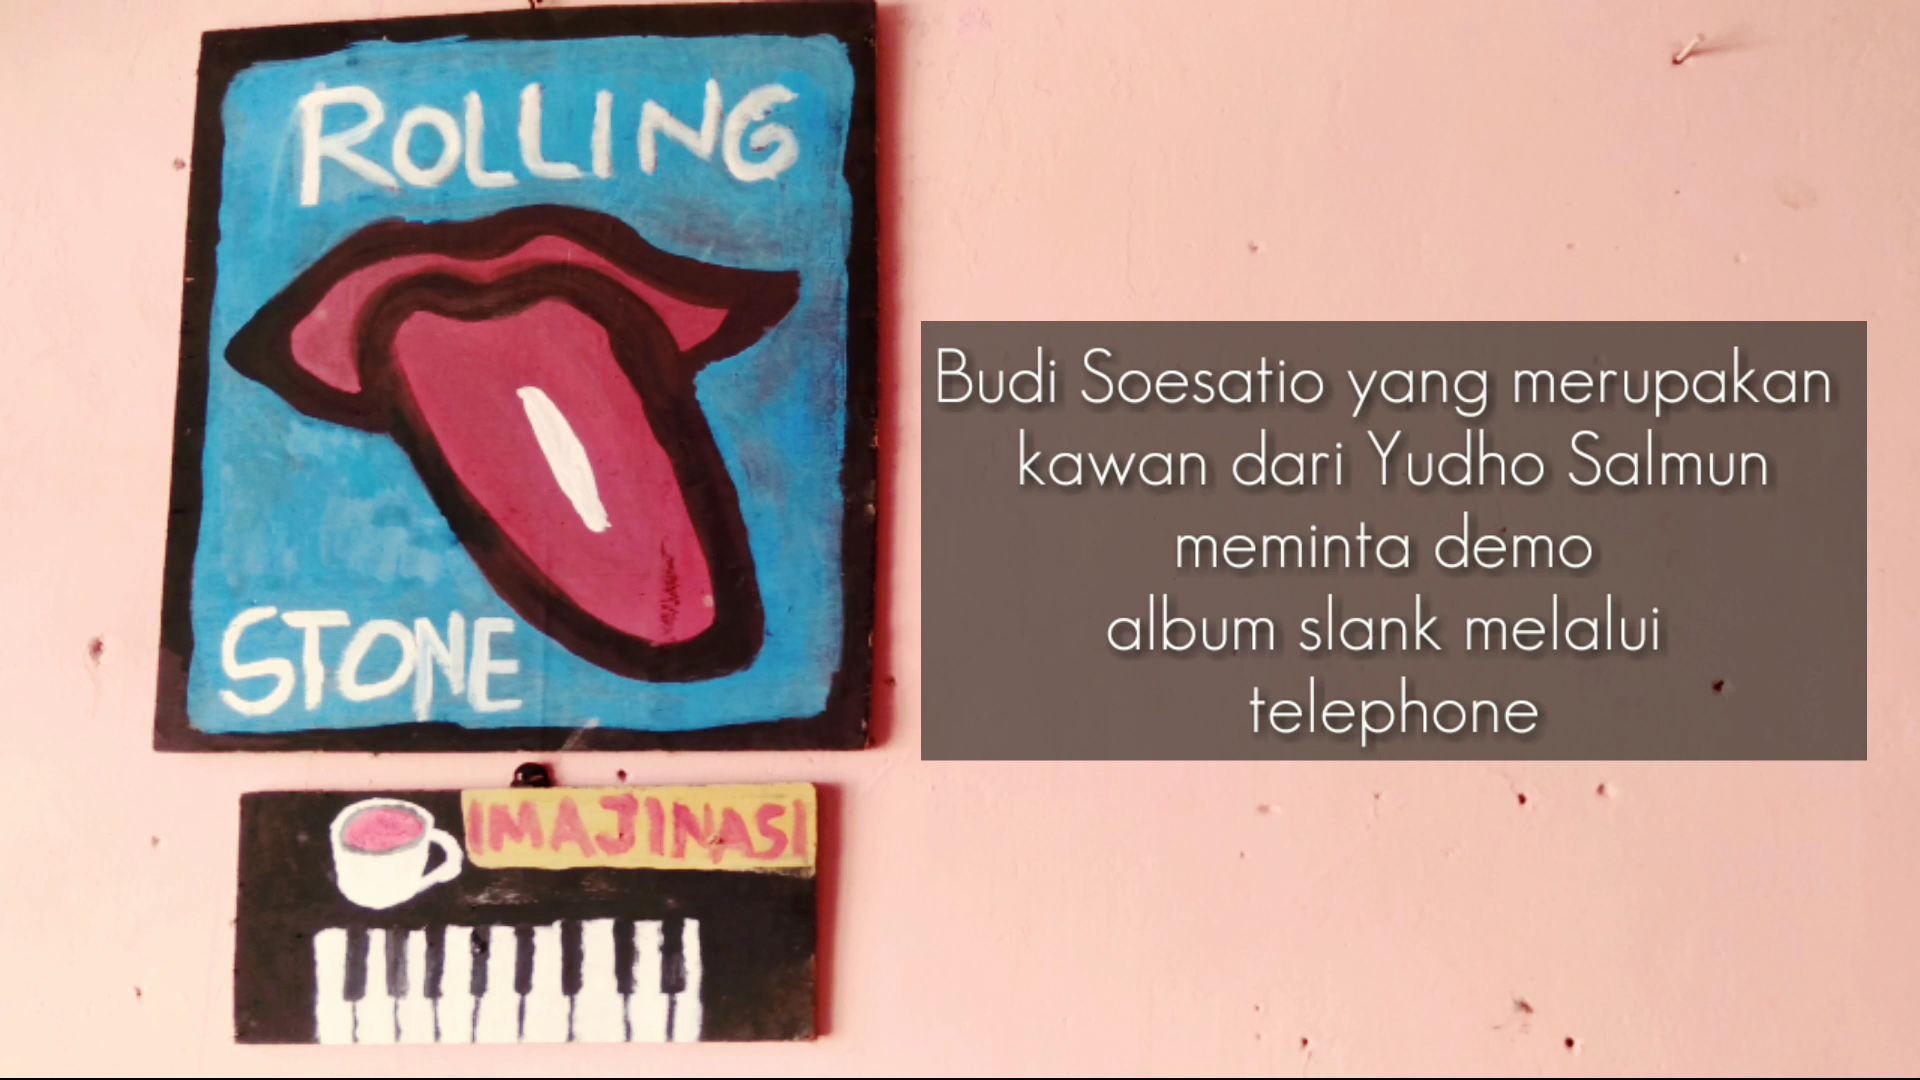 ROLLING
STONE
IMAJINASI
Budi Soesatio yang merupakan
kawan dari Yudho Salmun
meminta demo
album slank melalui
telephone